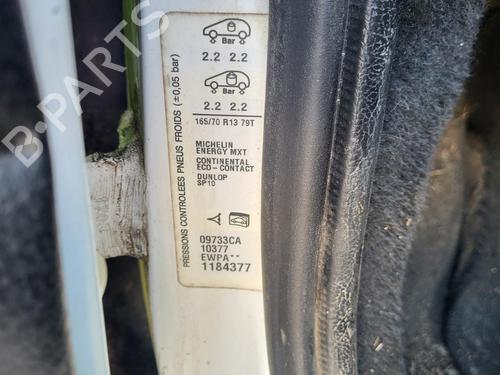 PRESSIONS CONTROLEES PNEUS FROIDS (±0,05 bar)
Bar
2.2 2.2
Bar
2.2 2.2
165/70 R13 79T
MICHELIN
ENERGY MXT
CONTINENTAL
ECO-CONTACT
DUNLOP
SP10
09733CA
10377
EWPA**
1184377
B-PARTS